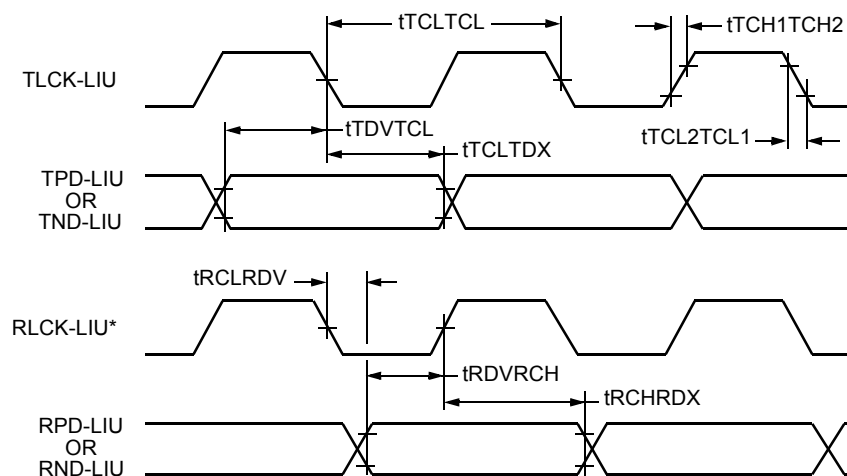 tTCLTCL
tTCH1TCH2
TLCK-LIU
tTDVTCL
tTCL2TCL1
tTCLTDX
TPD-LIU
OR
TND-LIU
tRCLRDV
RLCK-LIU*
tRDVRCH
tRCHRDX
RPD-LIU
OR
RND-LIU